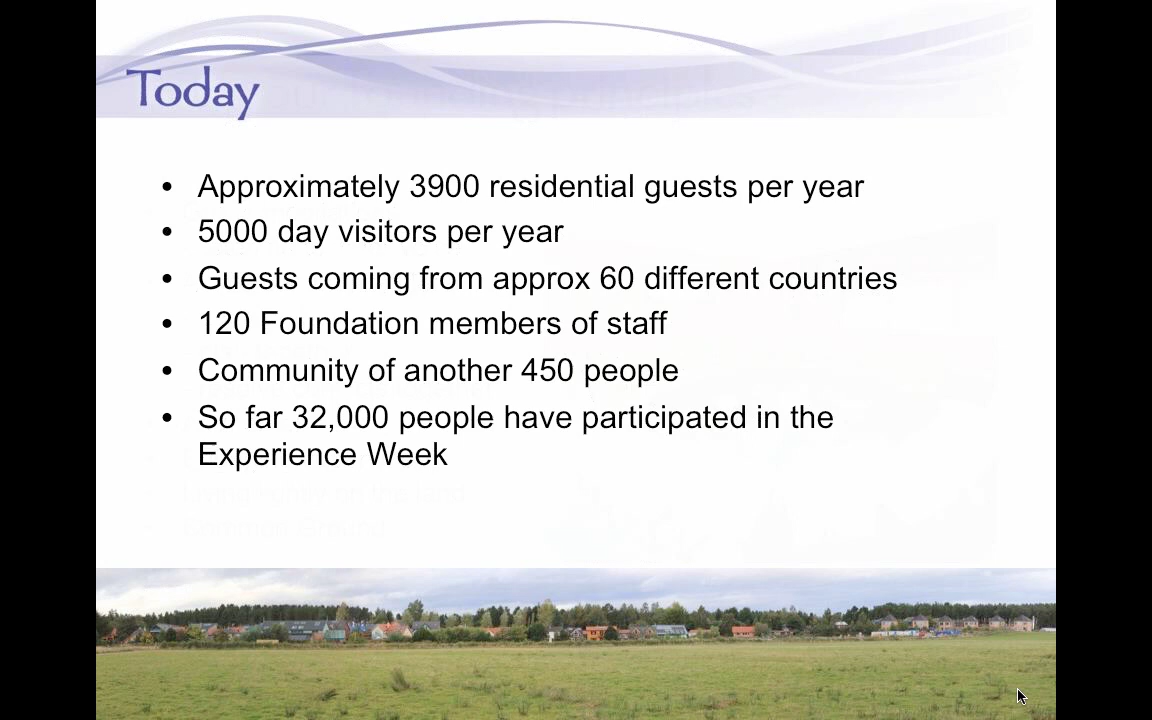 Today
• Approximately 3900 residential guests per year
• 5000 day visitors per year
• Guests coming from approx 60 different countries
• 120 Foundation members of staff
• Community of another 450 people
• So far 32,000 people have participated in the
Experience Week